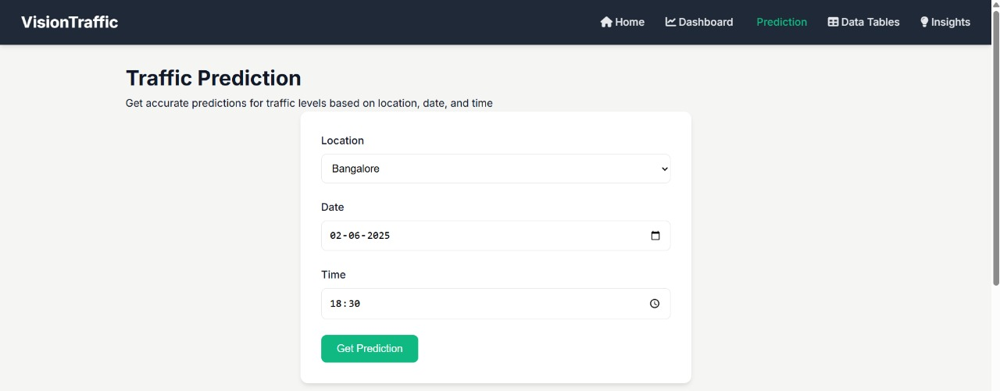 VisionTraffic
Home Dashboard Prediction Data Tables Insights
Traffic Prediction
Get accurate predictions for traffic levels based on location, date, and time
Location
Bangalore
Date
02-06-2025
Time
18:30
Get Prediction